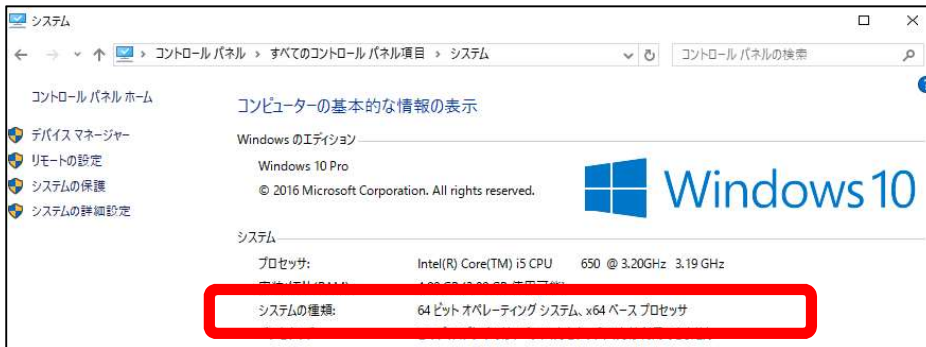 システム
コントロール パネル › すべてのコントロール パネル項目 › システム
コントロール パネルの検索
コントロール パネル ホーム
デバイス マネージャー
リモートの設定
システムの保護
システムの詳細設定
コンピューターの基本的な情報の表示
Windows のエディション
Windows 10 Pro
© 2016 Microsoft Corporation. All rights reserved.
Windows 10
システム
プロセッサ: Intel(R) Core(TM) i5 CPU 650 @ 3.20GHz 3.19 GHz
システムの種類: 64 ビット オペレーティング システム、x64 ベース プロセッサ